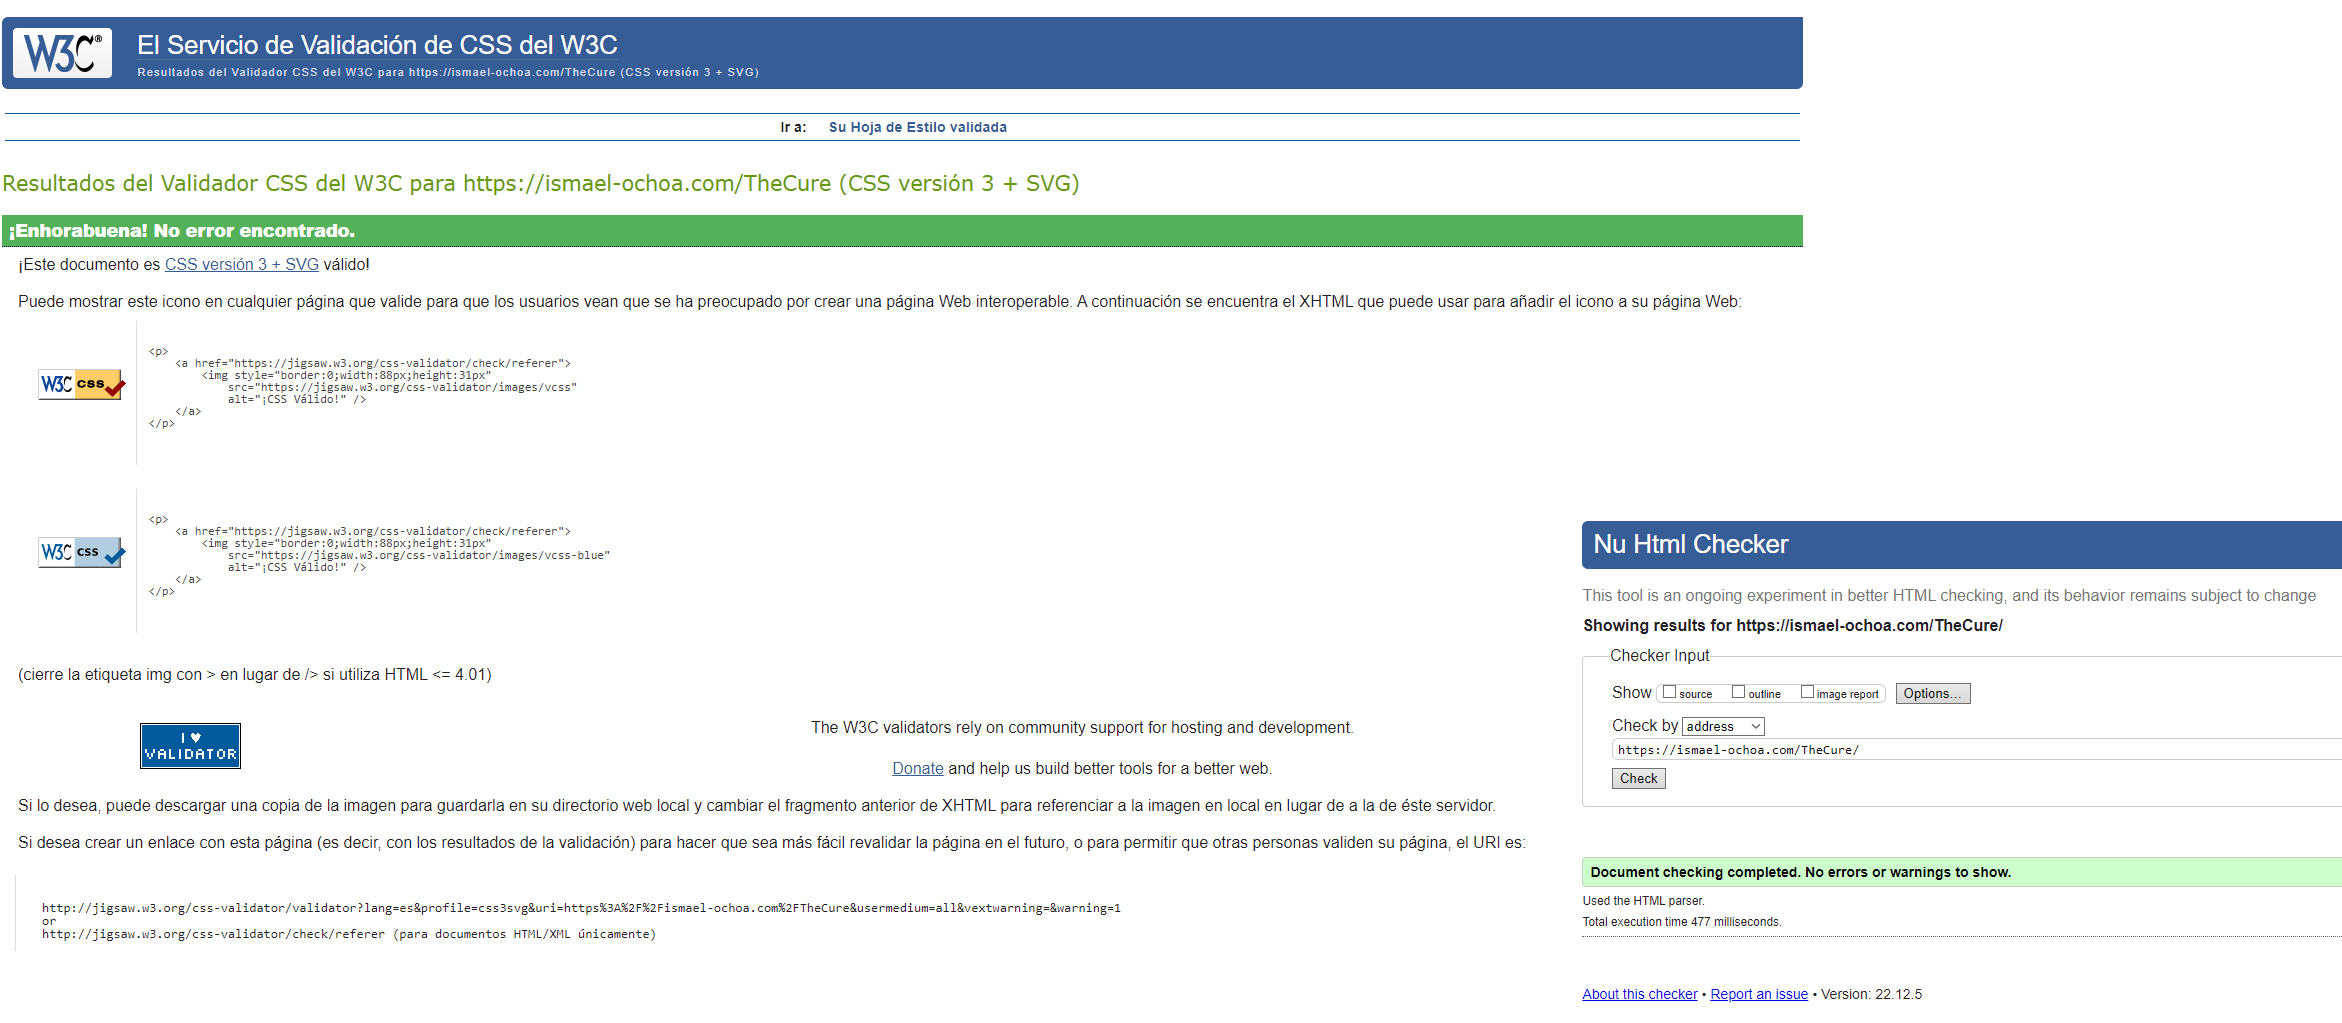 W3C®
El Servicio de Validación de CSS del W3C
Resultados del Validador CSS del W3C para https://ismael-ochoa.com/TheCure (CSS versión 3 + SVG)
Ir a: Su Hoja de Estilo validada
Resultados del Validador CSS del W3C para https://ismael-ochoa.com/TheCure (CSS versión 3 + SVG)
¡Enhorabuena! No error encontrado.
¡Este documento es CSS versión 3 + SVG válido!
Puede mostrar este icono en cualquier página que valide para que los usuarios vean que se ha preocupado por crear una página Web interoperable. A continuación se encuentra el XHTML que puede usar para añadir el icono a su página Web:
W3C css
<p>
<a href="https://jigsaw.w3.org/css-validator/check/referer">
<img style="border:0;width:88px;height:31px"
src="https://jigsaw.w3.org/css-validator/images/vcss"
alt="¡CSS Válido!" />
</a>
</p>
W3C css
<p>
<a href="https://jigsaw.w3.org/css-validator/check/referer">
<img style="border:0;width:88px;height:31px"
src="https://jigsaw.w3.org/css-validator/images/vcss-blue"
alt="¡CSS Válido!" />
</a>
</p>
(cierre la etiqueta img con > en lugar de /> si utiliza HTML <= 4.01)
I ♥
VALIDATOR
The W3C validators rely on community support for hosting and development.
Donate and help us build better tools for a better web.
Si lo desea, puede descargar una copia de la imagen para guardarla en su directorio web local y cambiar el fragmento anterior de XHTML para referenciar a la imagen en local en lugar de a la de éste servidor.
Si desea crear un enlace con esta página (es decir, con los resultados de la validación) para hacer que sea más fácil revalidar la página en el futuro, o para permitir que otras personas validen su página, el URI es:
http://jigsaw.w3.org/css-validator/validator?lang=es&profile=css3svg&uri=https%3A%2F%2Fismael-ochoa.com%2FTheCure&usermedium=all&vextwarning=&warning=1
or
http://jigsaw.w3.org/css-validator/check/referer (para documentos HTML/XML únicamente)
Nu Html Checker
This tool is an ongoing experiment in better HTML checking, and its behavior remains subject to change
Showing results for https://ismael-ochoa.com/TheCure/
Checker Input
Show source outline image report Options...
Check by address
https://ismael-ochoa.com/TheCure/
Check
Document checking completed. No errors or warnings to show.
Used the HTML parser.
Total execution time 477 milliseconds.
About this checker • Report an issue • Version: 22.12.5